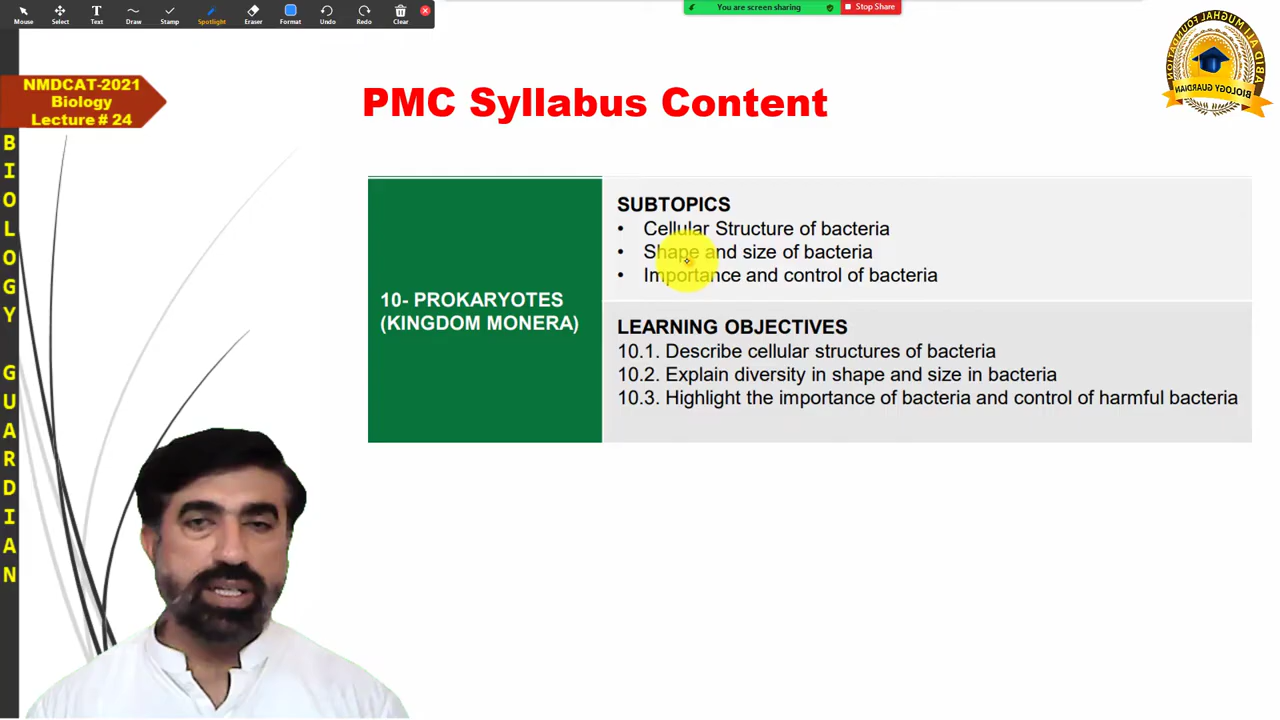 Mouse Select Text Draw Stamp Spotlight Eraser Format Undo Redo Clear
You are screen sharing Stop Share
NMDCAT-2021
Biology
Lecture # 24
BIOLOGY GUARDIAN
PMC Syllabus Content
10- PROKARYOTES
(KINGDOM MONERA)
SUBTOPICS
• Cellular Structure of bacteria
• Shape and size of bacteria
• Importance and control of bacteria
LEARNING OBJECTIVES
10.1. Describe cellular structures of bacteria
10.2. Explain diversity in shape and size in bacteria
10.3. Highlight the importance of bacteria and control of harmful bacteria
ABID ALI MUGHAL FOUNDATION
BIOLOGY GUARDIAN